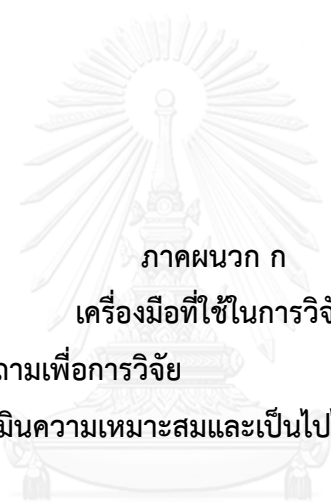 ภาคผนวก ก
เครื่องมือที่ใช้ในการวิจั
ามเพื่อการวิจัย
มินความเหมาะสมและเป็นไปไ